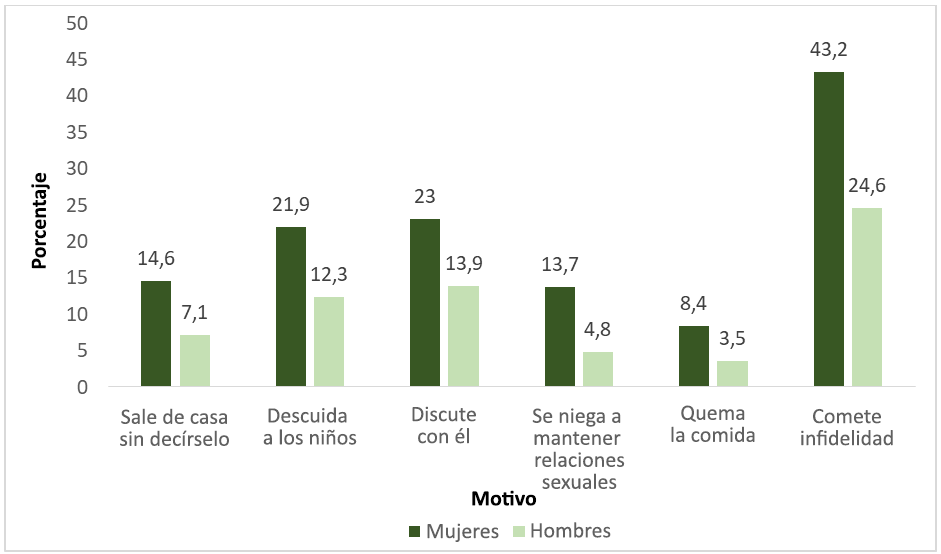 50
45
40
35
30
25
20
15
10
5
0
Porcentaje
14,6
7,1
21,9
12,3
23
13,9
13,7
4,8
8,4
3,5
43,2
24,6
Sale de casa
sin decírselo
Descuida
a los niños
Discute
con él
Se niega a
mantener
relaciones
sexuales
Quema
la comida
Comete
infidelidad
Motivo
Mujeres
Hombres